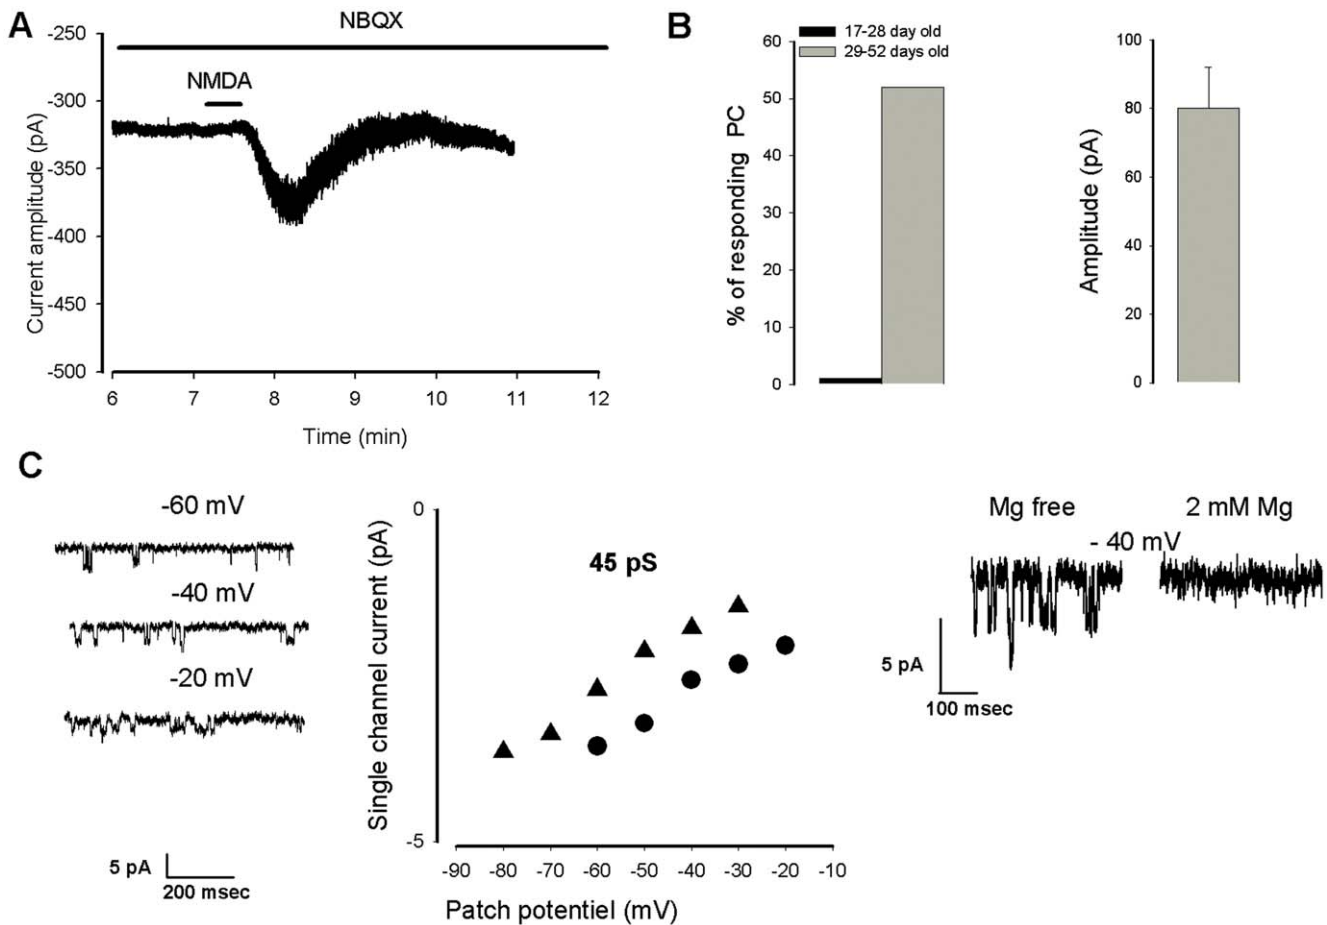 A
NBQX
NMDA
-250
-300
-350
-400
-450
-500
Current amplitude (pA)
6 7 8 9 10 11 12
Time (min)
B
17-28 day old
29-52 days old
60
50
40
30
20
10
0
% of responding PC
100
80
60
40
20
0
Amplitude (pA)
C
-60 mV
-40 mV
-20 mV
5 pA
200 msec
0
-5
Single channel current (pA)
45 pS
-90 -80 -70 -60 -50 -40 -30 -20 -10
Patch potentiel (mV)
Mg free 2 mM Mg
- 40 mV
5 pA
100 msec